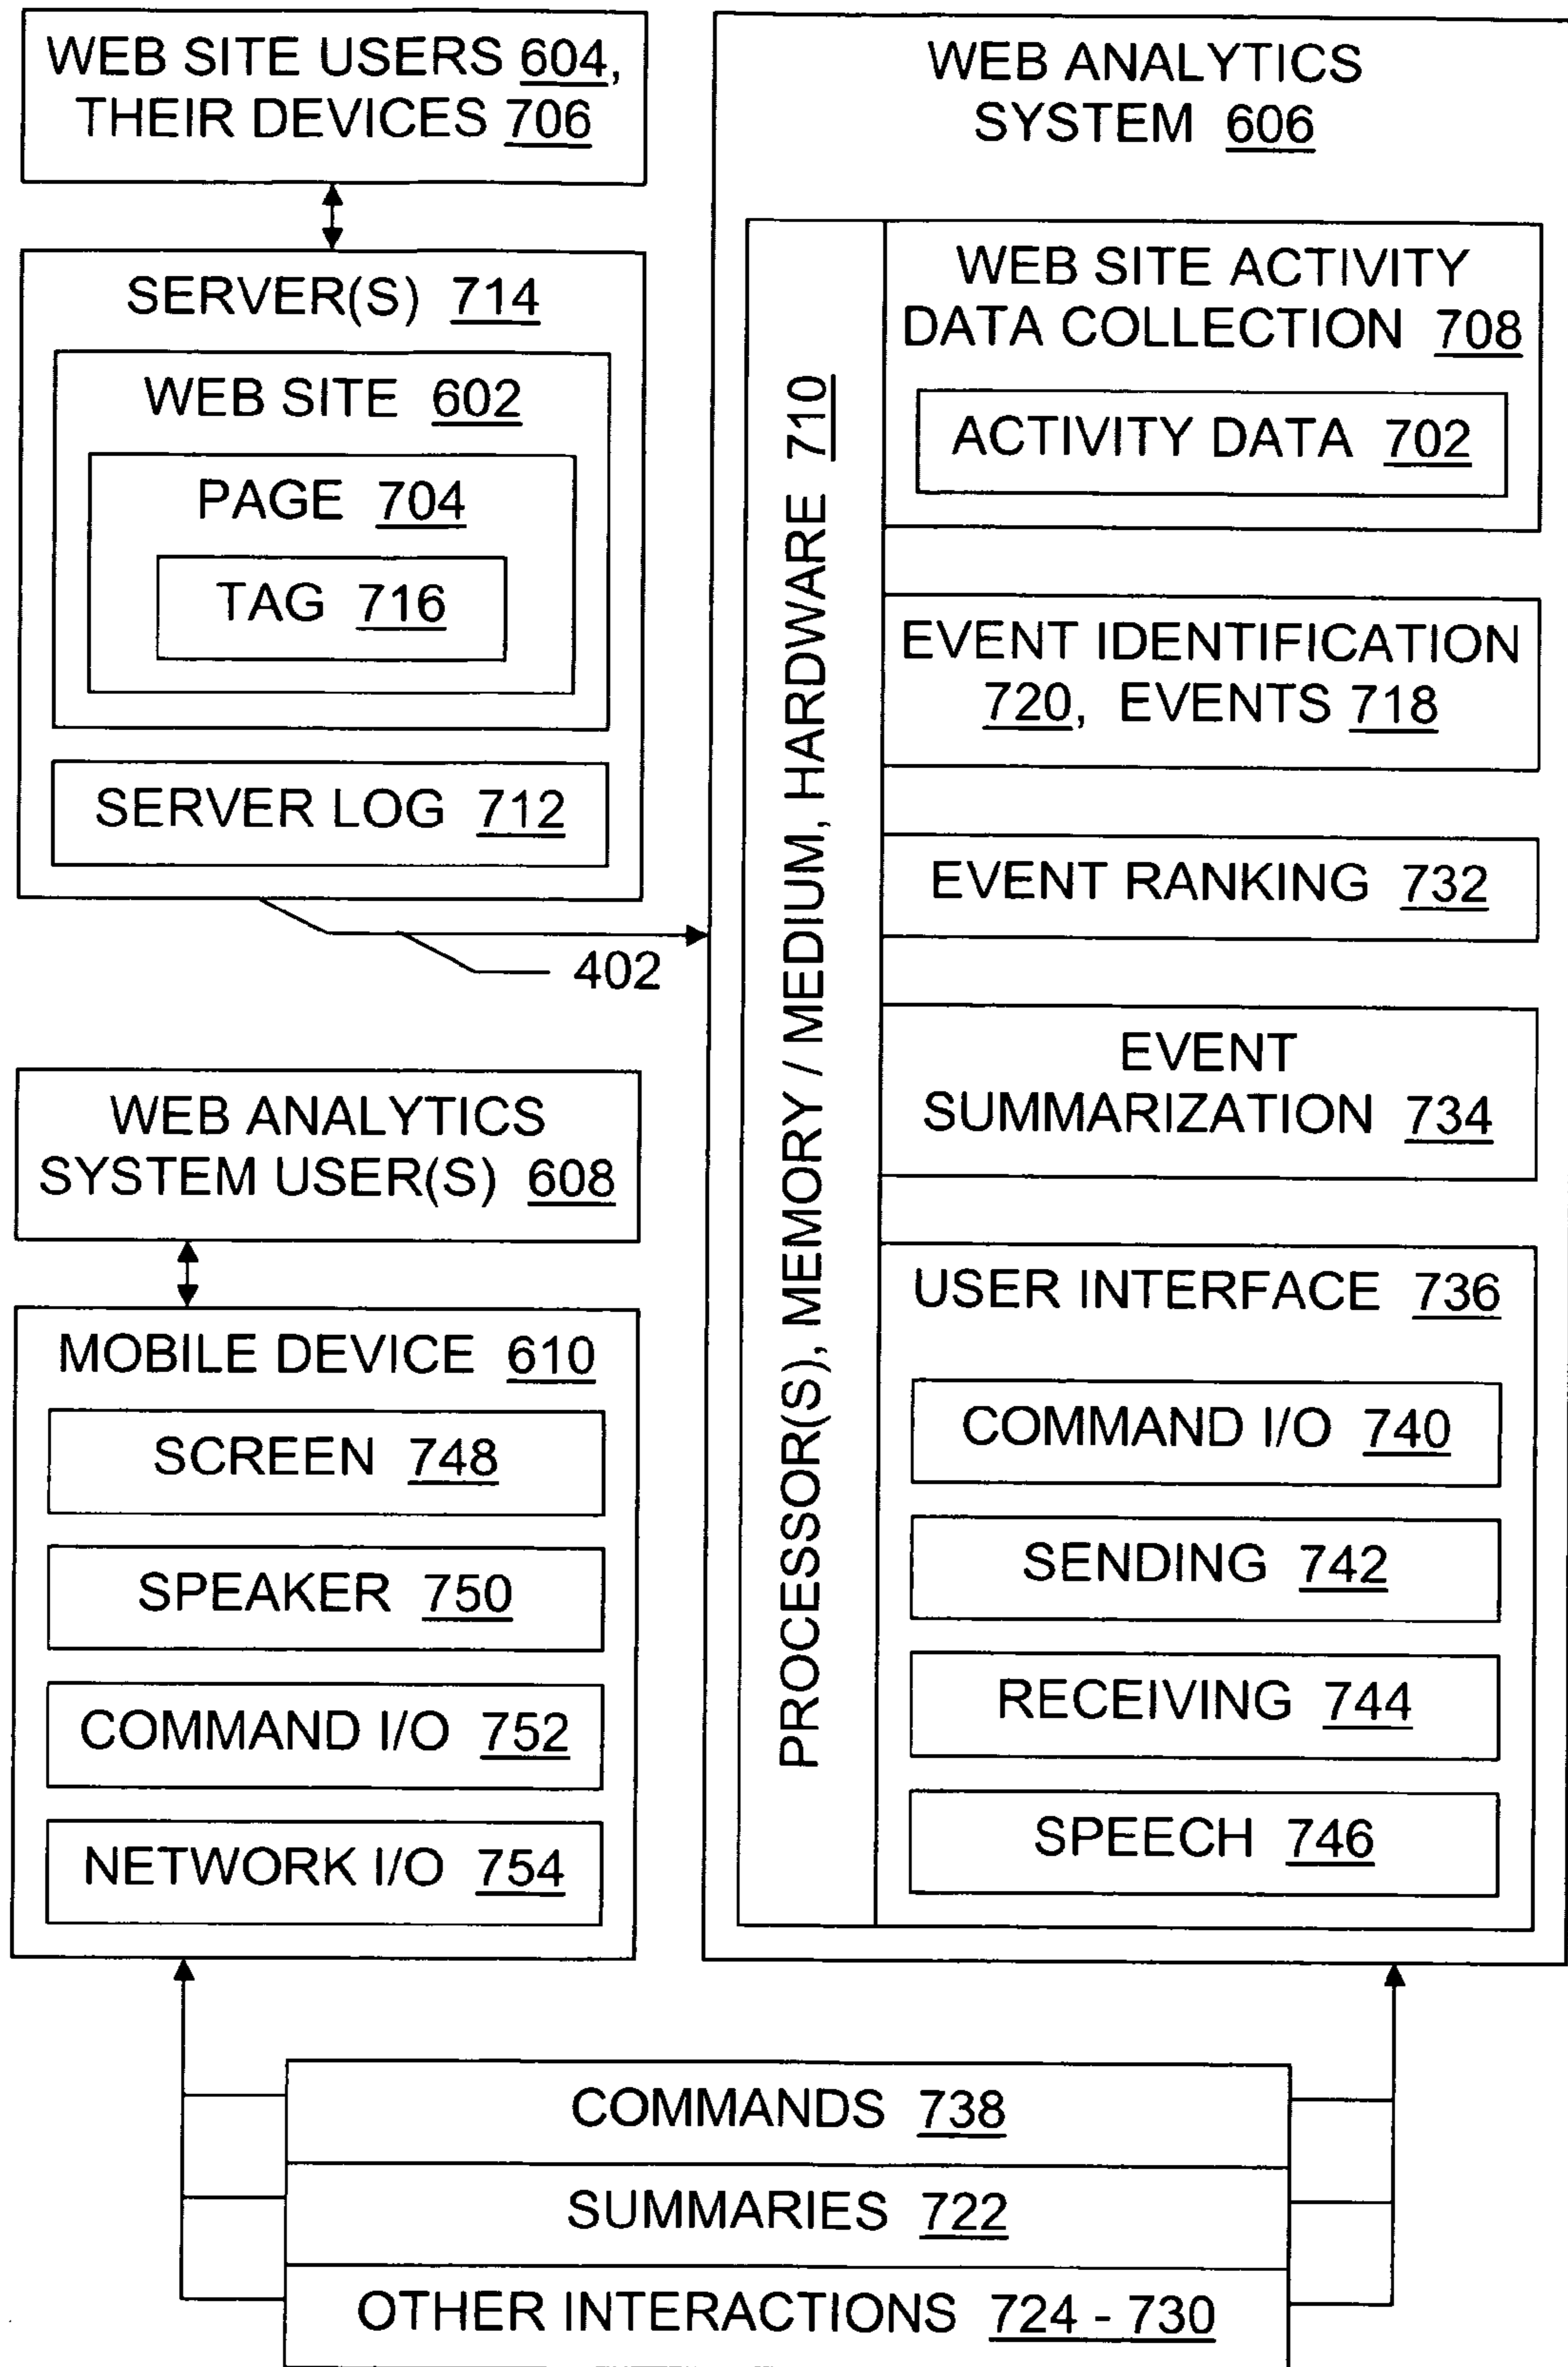 WEB SITE USERS 604,
THEIR DEVICES 706
SERVER(S) 714
WEB SITE 602
PAGE 704
TAG 716
SERVER LOG 712
402
WEB ANALYTICS
SYSTEM USER(S) 608
MOBILE DEVICE 610
SCREEN 748
SPEAKER 750
COMMAND I/O 752
NETWORK I/O 754
WEB ANALYTICS
SYSTEM 606
PROCESSOR(S), MEMORY / MEDIUM, HARDWARE 710
WEB SITE ACTIVITY
DATA COLLECTION 708
ACTIVITY DATA 702
EVENT IDENTIFICATION
720, EVENTS 718
EVENT RANKING 732
EVENT
SUMMARIZATION 734
USER INTERFACE 736
COMMAND I/O 740
SENDING 742
RECEIVING 744
SPEECH 746
COMMANDS 738
SUMMARIES 722
OTHER INTERACTIONS 724 - 730